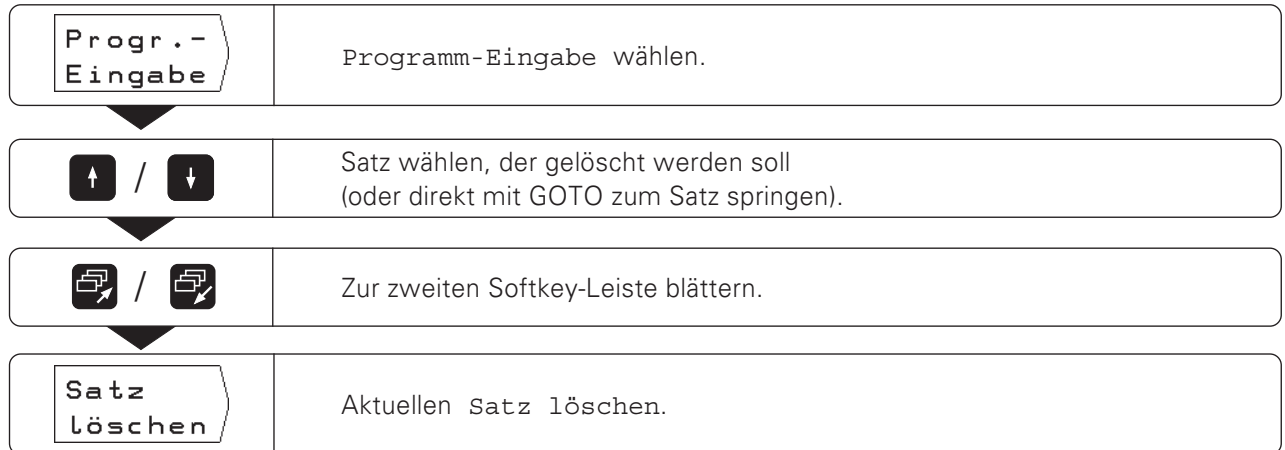 Progr.-
Eingabe
Programm-Eingabe wählen.
/
Satz wählen, der gelöscht werden soll
(oder direkt mit GOTO zum Satz springen).
/
Zur zweiten Softkey-Leiste blättern.
Satz
löschen
Aktuellen Satz löschen.